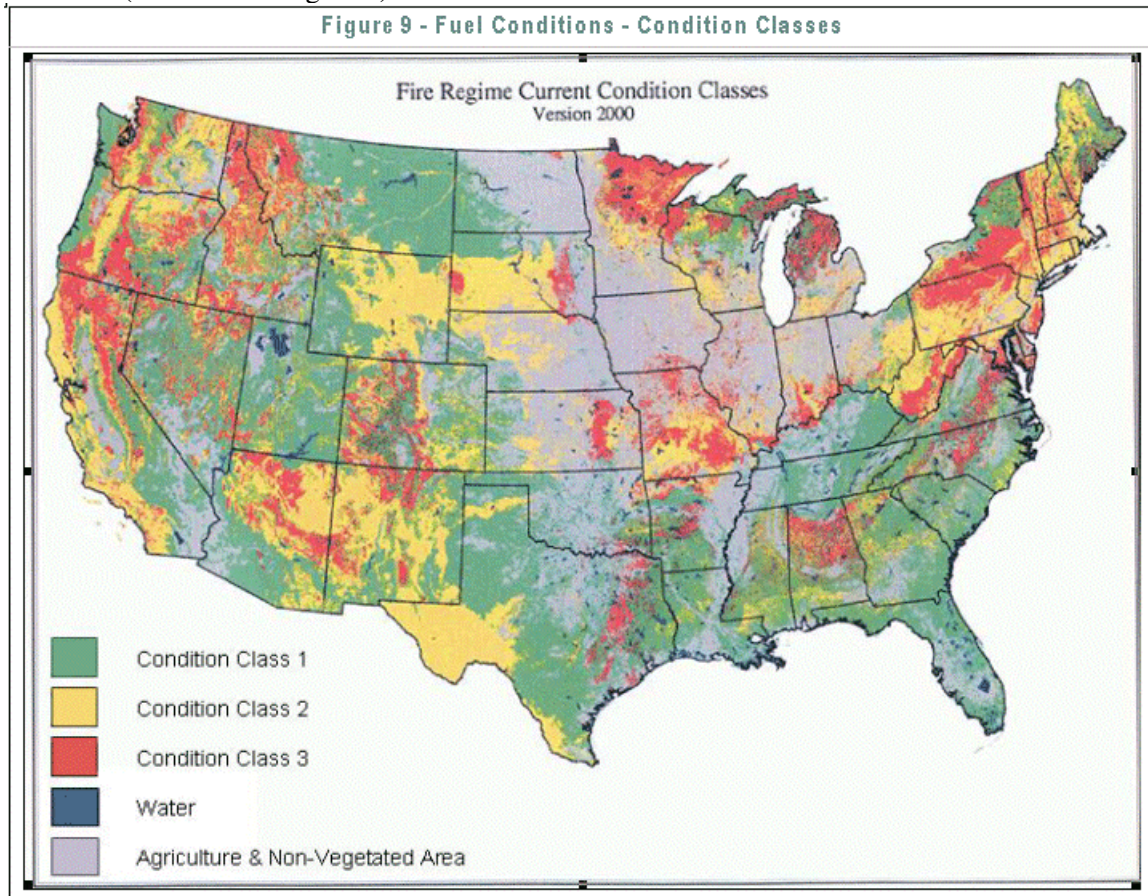 Figure 9 - Fuel Conditions - Condition Classes
Fire Regime Current Condition Classes
Version 2000
Condition Class 1
Condition Class 2
Condition Class 3
Water
Agriculture & Non-Vegetated Area